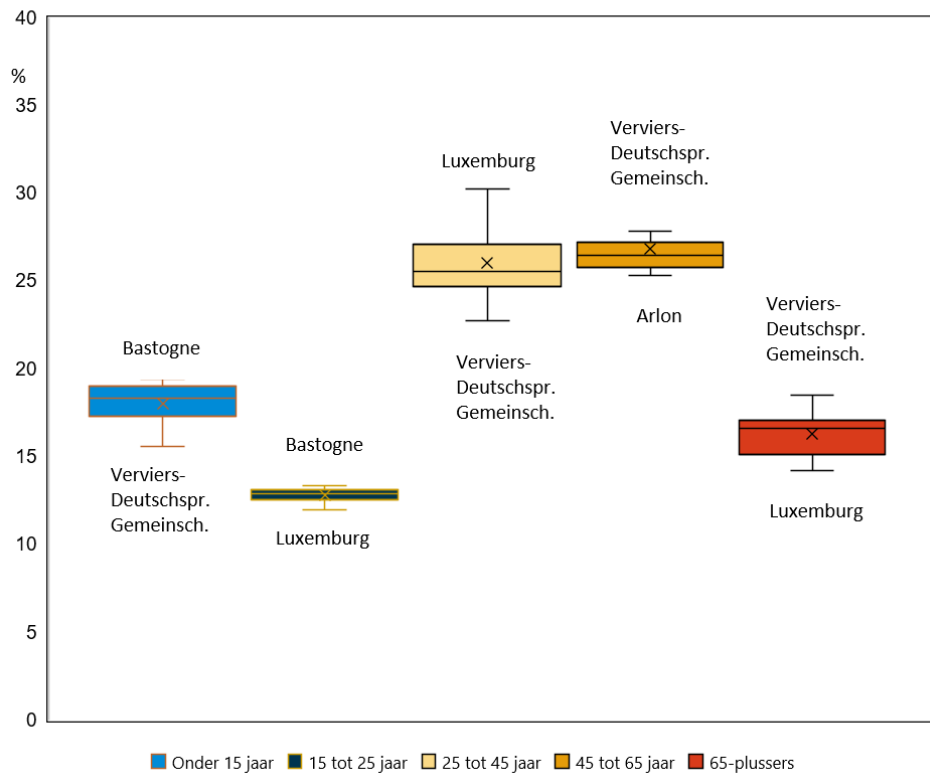 40
%
35
30
25
20
15
10
5
0
Bastogne
Verviers-
Deutschspr.
Gemeinsch.
Bastogne
Luxemburg
Luxemburg
Verviers-
Deutschspr.
Gemeinsch.
Verviers-
Deutschspr.
Gemeinsch.
Arlon
Verviers-
Deutschspr.
Gemeinsch.
Luxemburg
Onder 15 jaar 15 tot 25 jaar 25 tot 45 jaar 45 tot 65 jaar 65-plussers